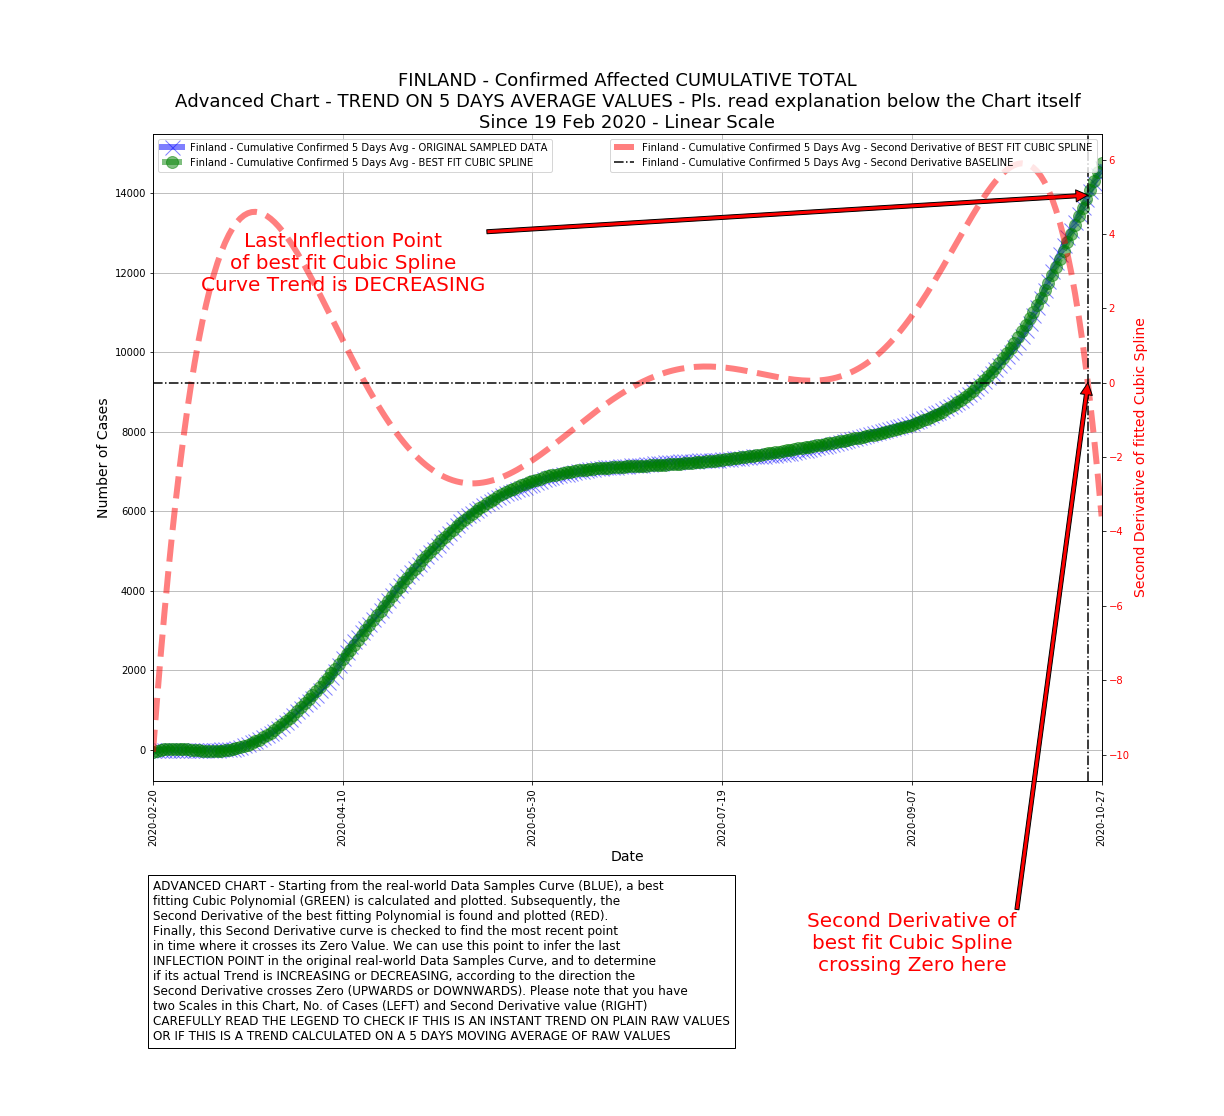 FINLAND - Confirmed Affected CUMULATIVE TOTAL
Advanced Chart - TREND ON 5 DAYS AVERAGE VALUES - Pls. read explanation below the Chart itself
Since 19 Feb 2020 - Linear Scale
Finland - Cumulative Confirmed 5 Days Avg - ORIGINAL SAMPLED DATA
Finland - Cumulative Confirmed 5 Days Avg - BEST FIT CUBIC SPLINE
Finland - Cumulative Confirmed 5 Days Avg - Second Derivative of BEST FIT CUBIC SPLINE
Finland - Cumulative Confirmed 5 Days Avg - Second Derivative BASELINE
Last Inflection Point
of best fit Cubic Spline
Curve Trend is DECREASING
Number of Cases
14000
12000
10000
8000
6000
4000
2000
0
6
4
2
0
−2
−4
−6
−8
−10
Second Derivative of fitted Cubic Spline
2020-02-20
2020-04-10
2020-05-30
2020-07-19
2020-09-07
2020-10-27
Date
ADVANCED CHART - Starting from the real-world Data Samples Curve (BLUE), a best
fitting Cubic Polynomial (GREEN) is calculated and plotted. Subsequently, the
Second Derivative of the best fitting Polynomial is found and plotted (RED).
Finally, this Second Derivative curve is checked to find the most recent point
in time where it crosses its Zero Value. We can use this point to infer the last
INFLECTION POINT in the original real-world Data Samples Curve, and to determine
if its actual Trend is INCREASING or DECREASING, according to the direction the
Second Derivative crosses Zero (UPWARDS or DOWNWARDS). Please note that you have
two Scales in this Chart, No. of Cases (LEFT) and Second Derivative value (RIGHT)
CAREFULLY READ THE LEGEND TO CHECK IF THIS IS AN INSTANT TREND ON PLAIN RAW VALUES
OR IF THIS IS A TREND CALCULATED ON A 5 DAYS MOVING AVERAGE OF RAW VALUES
Second Derivative of
best fit Cubic Spline
crossing Zero here